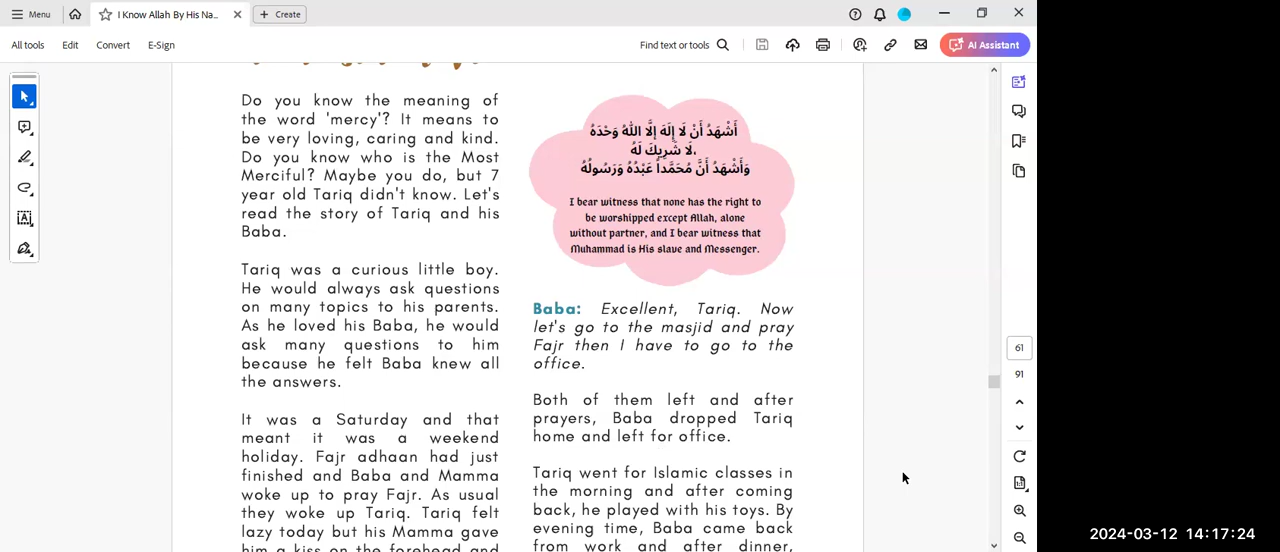 Menu
I Know Allah By His Na...
Create
All tools
Edit
Convert
E-Sign
Find text or tools
AI Assistant
Do you know the meaning of
the word 'mercy'? It means to
be very loving, caring and kind.
Do you know who is the Most
Merciful? Maybe you do, but 7
year old Tariq didn't know. Let's
read the story of Tariq and his
Baba.
Tariq was a curious little boy.
He would always ask questions
on many topics to his parents.
As he loved his Baba, he would
ask many questions to him
because he felt Baba knew all
the answers.
It was a Saturday and that
meant it was a weekend
holiday. Fajr adhaan had just
finished and Baba and Mamma
woke up to pray Fajr. As usual
they woke up Tariq. Tariq felt
lazy today but his Mamma gave
him a kiss on the forehead and
أَشْهَدُ أَنْ لَا إِلَهَ إِلَّا اللهُ وَحْدَهُ
لَا شَرِيكَ لَهُ،
وَأَشْهَدُ أَنَّ مُحَمَّداً عَبْدُهُ وَرَسُولُهُ
I bear witness that none has the right to
be worshipped except Allah, alone
without partner, and I bear witness that
Muhammad is His slave and Messenger.
Baba: Excellent, Tariq. Now
let's go to the masjid and pray
Fajr then I have to go to the
office.
Both of them left and after
prayers, Baba dropped Tariq
home and left for office.
Tariq went for Islamic classes in
the morning and after coming
back, he played with his toys. By
evening time, Baba came back
from work and after dinner,
61
91
2024-03-12 14:17:24